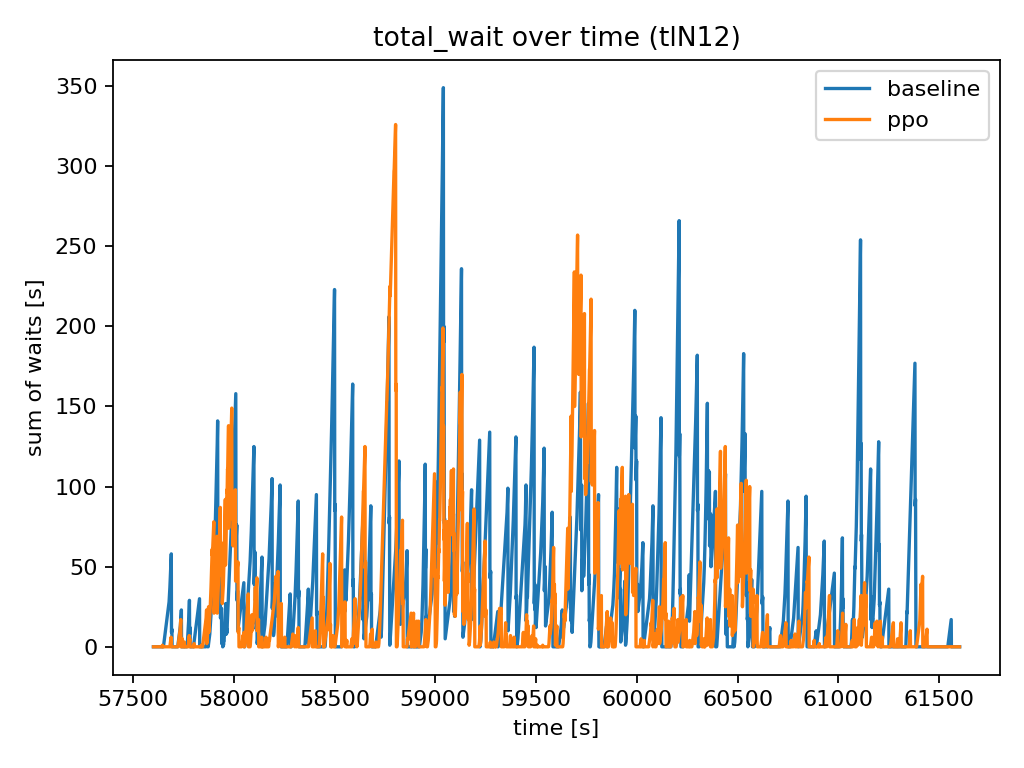 total_wait over time (tlN12)
baseline
ppo
sum of waits [s]
350
300
250
200
150
100
50
0
57500 58000 58500 59000 59500 60000 60500 61000 61500
time [s]